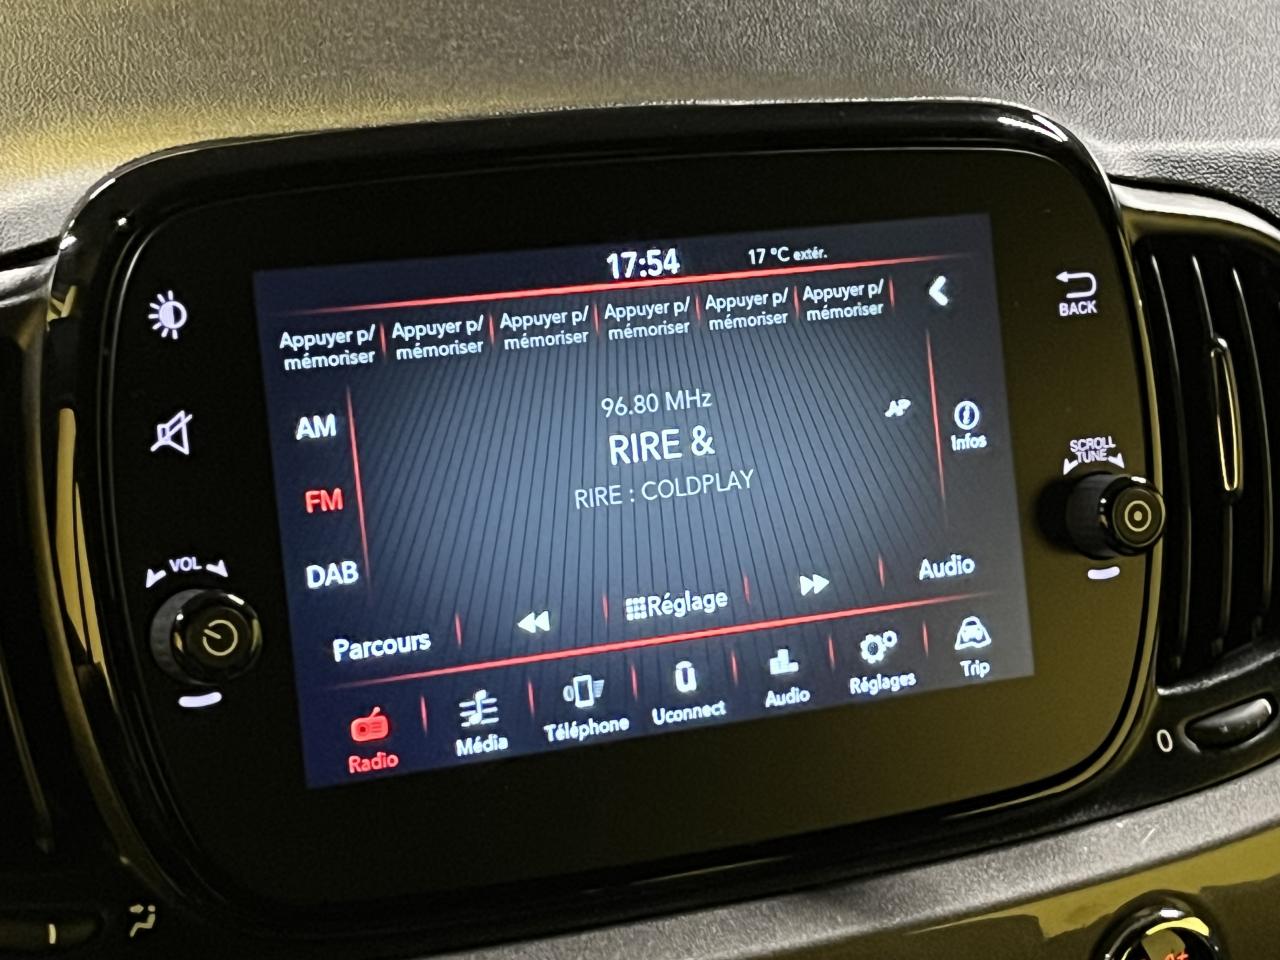 17:54
17 °C extér.
Appuyer p/
mémoriser
Appuyer p/
mémoriser
Appuyer p/
mémoriser
Appuyer p/
mémoriser
Appuyer p/
mémoriser
Appuyer p/
mémoriser
BACK
AM
96.80 MHz
AF
RIRE &
Infos
SCROLL
TUNE
FM
RIRE : COLDPLAY
VOL
DAB
Audio
Parcours
Réglage
Radio
Média
Téléphone
Uconnect
Audio
Réglages
Trip
0